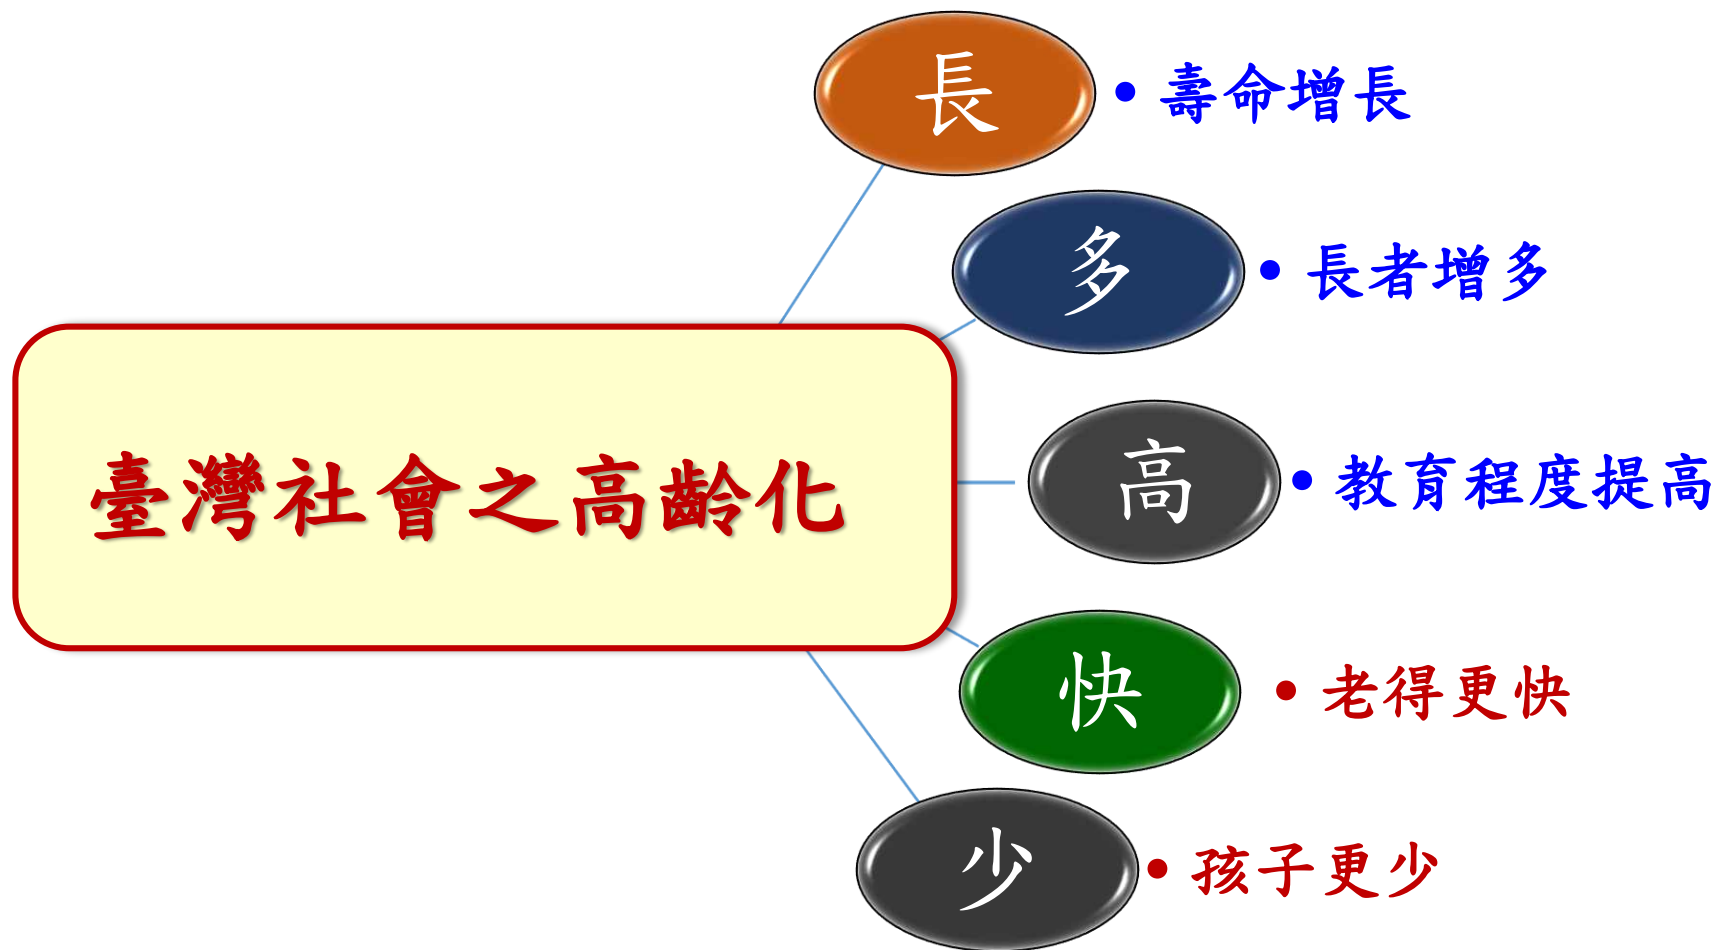 臺灣社會之高齡化
長
• 壽命增長
多
• 長者增多
高
• 教育程度提高
快
• 老得更快
少
• 孩子更少